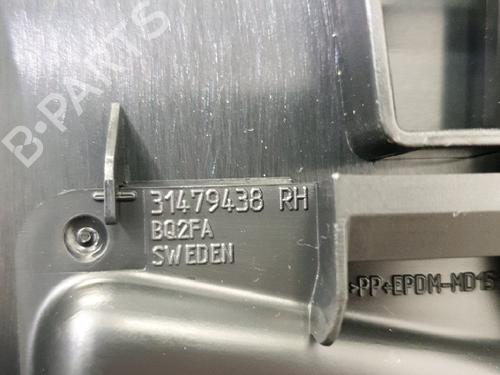 B-PARTS
31479438 RH
BQ2FA
SWEDEN
>PP+EPDM-MD15